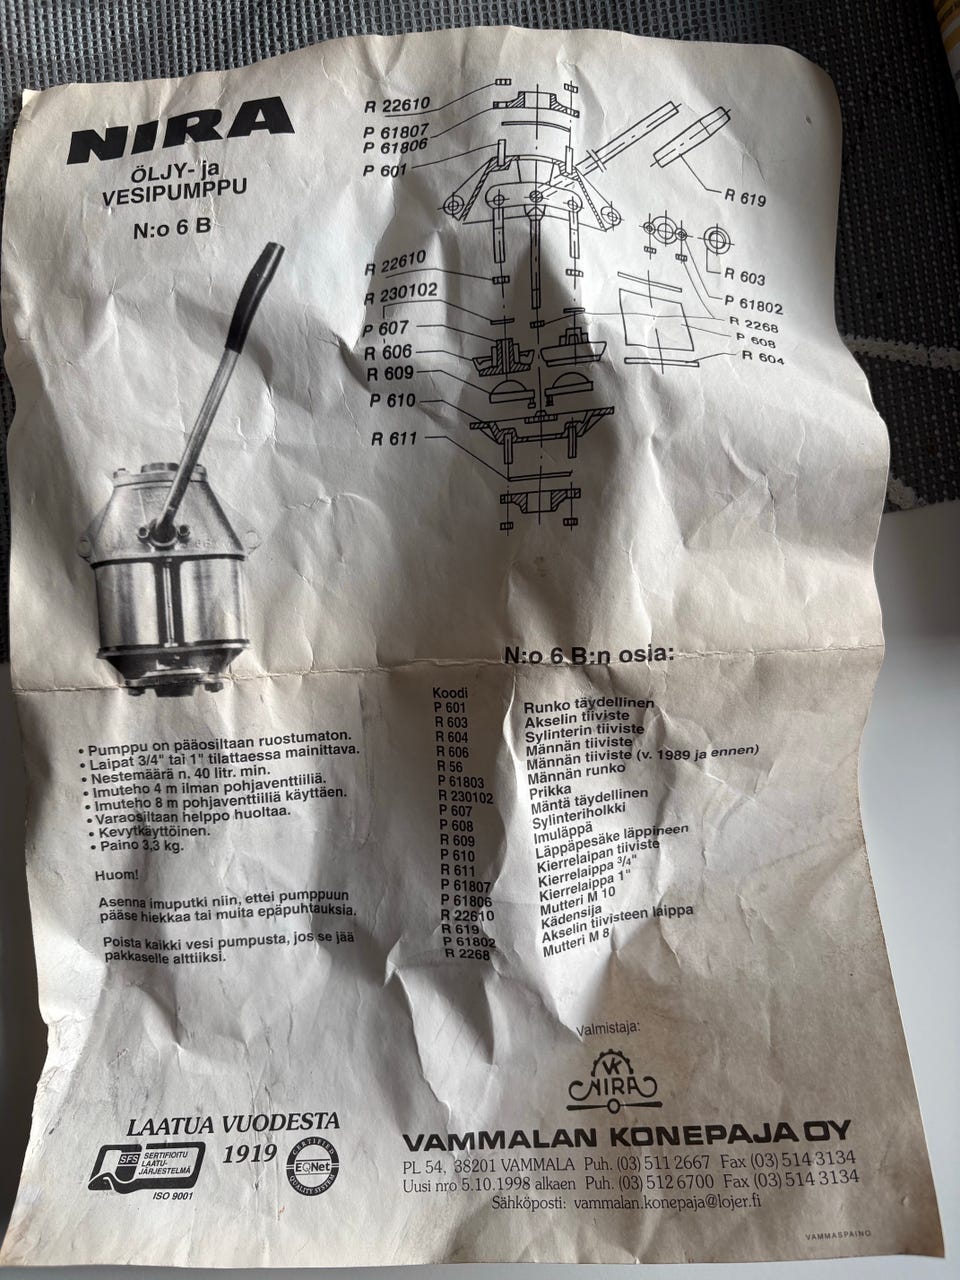 NIRA
ÖLJY- ja
VESIPUMPPU
N:o 6 B
R 22610
P 61807
P 61806
P 601
R 619
R 603
P 61802
R 2268
P 608
R 604
R 22610
R 230102
P 607
R 606
R 609
P 610
R 611
N:o 6 B:n osia:
• Pumppu on pääosiltaan ruostumaton.
• Laipat 3/4" tai 1" tilattaessa mainittava.
• Nestemäärä n. 40 litr. min.
• Imuteho 4 m ilman pohjaventtiiliä.
• Imuteho 8 m pohjaventtiiliä käyttäen.
• Varaosiltaan helppo huoltaa.
• Kevytkäyttöinen.
• Paino 3,3 kg.
Huom!
Asenna imuputki niin, ettei pumppuun
pääse hiekkaa tai muita epäpuhtauksia.
Poista kaikki vesi pumpusta, jos se jää
pakkaselle alttiiksi.
Koodi
P 601 Runko täydellinen
R 603 Akselin tiiviste
R 604 Sylinterin tiiviste
R 606 Männän tiiviste
R 56 Männän tiiviste (v. 1989 ja ennen)
P 61803 Männän runko
R 230102 Prikka
P 607 Mäntä täydellinen
P 608 Sylinteriholkki
R 609 Imuläppä
P 610 Läppäpesäke läppineen
R 611 Kierrelaipan tiiviste
P 61807 Kierrelaippa 3/4"
P 61806 Kierrelaippa 1"
R 22610 Mutteri M 10
R 619 Kädensija
P 61802 Akselin tiivisteen laippa
R 2268 Mutteri M 8
Valmistaja:
VK
NIRA
VAMMALAN KONEPAJA OY
PL 54, 38201 VAMMALA Puh. (03) 511 2667 Fax (03) 514 3134
Uusi nro 5.10.1998 alkaen Puh. (03) 512 6700 Fax (03) 514 3134
Sähköposti: vammalan.konepaja@lojer.fi
LAATUA VUODESTA
1919
SFS SERTIFIOITU
LAATU-
JÄRJESTELMÄ
ISO 9001
CERTIFIED
EQNet
QUALITY SYSTEM
VAMMASPAINO